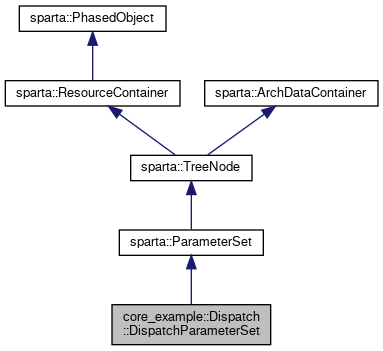 sparta::PhasedObject
sparta::ResourceContainer
sparta::ArchDataContainer
sparta::TreeNode
sparta::ParameterSet
core_example::Dispatch
::DispatchParameterSet